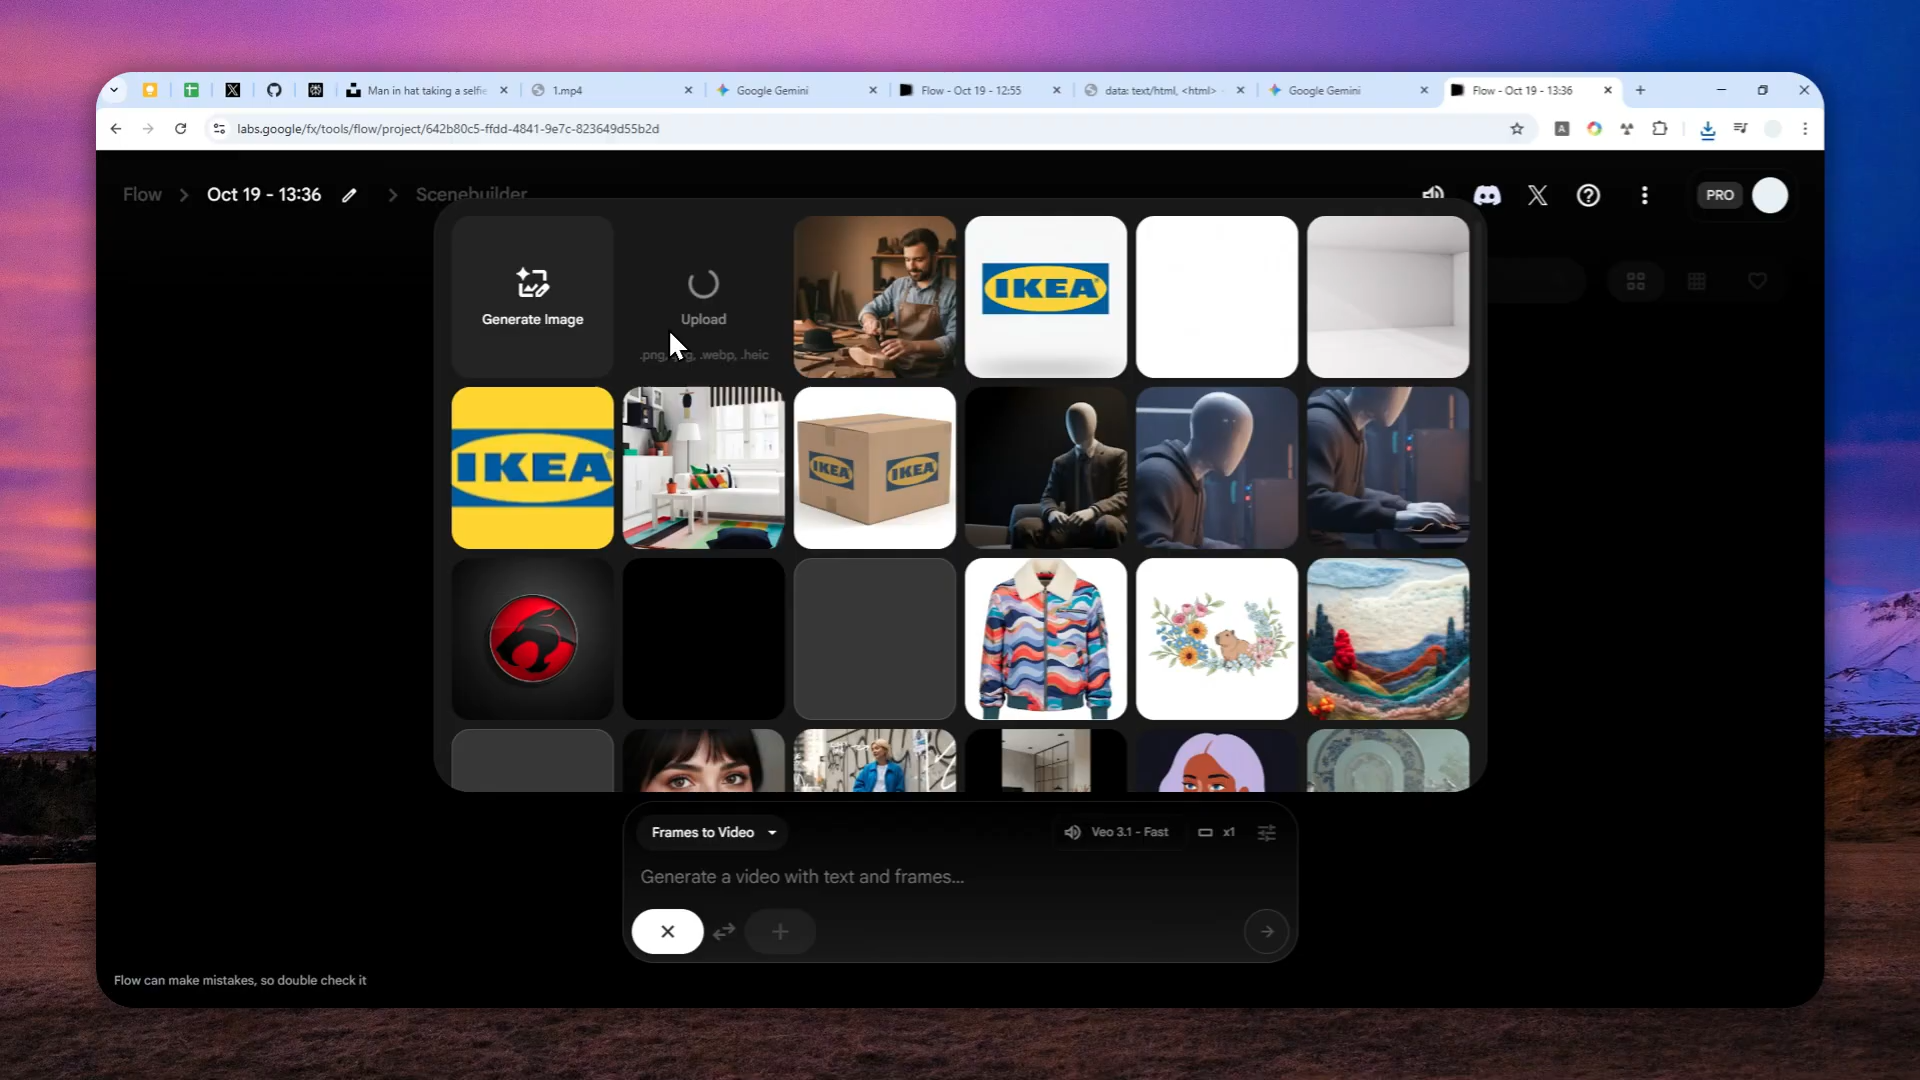 Man in hat taking a selfie
1.mp4
Google Gemini
Flow - Oct 19 - 12:55
data: text/html, <html>
Google Gemini
Flow - Oct 19 - 13:36
labs.google/fx/tools/flow/project/642b80c5-ffdd-4841-9e7c-823649d55b2d
Flow
Oct 19 - 13:36
Scenebuilder
PRO
Generate Image
Upload
.png, .webp, .heic
IKEA
IKEA
IKEA
IKEA
Frames to Video
Veo 3.1 - Fast
x1
Generate a video with text and frames...
Flow can make mistakes, so double check it